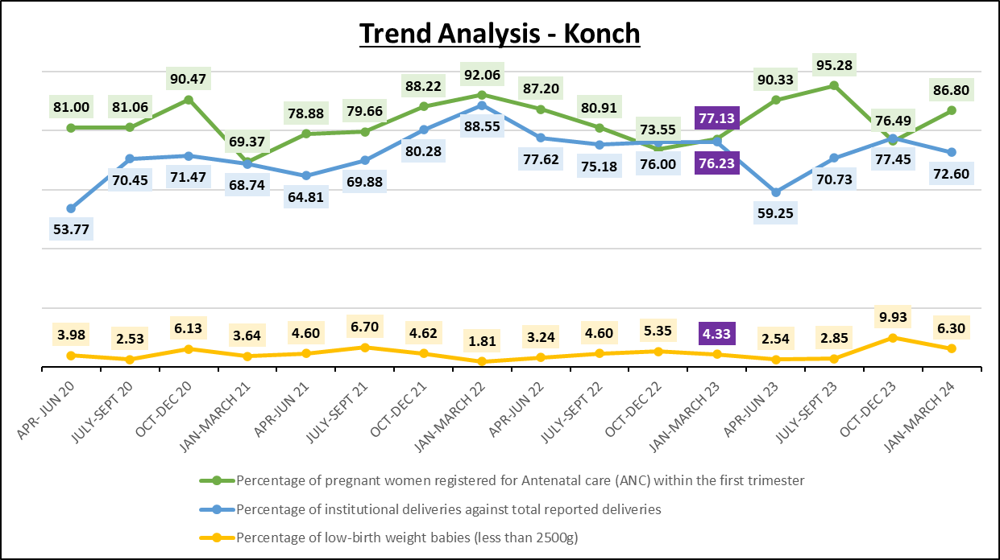 Trend Analysis - Konch
81.00 81.06 90.47 69.37 78.88 79.66 88.22 92.06 87.20 80.91 73.55 77.13 90.33 95.28 76.49 86.80
53.77 70.45 71.47 68.74 64.81 69.88 80.28 88.55 77.62 75.18 76.00 76.23 59.25 70.73 77.45 72.60
3.98 2.53 6.13 3.64 4.60 6.70 4.62 1.81 3.24 4.60 5.35 4.33 2.54 2.85 9.93 6.30
APR- JUN 20
JULY-SEPT 20
OCT-DEC 20
JAN-MARCH 21
APR-JUN 21
JULY-SEPT 21
OCT-DEC 21
JAN-MARCH 22
APR-JUN 22
JULY-SEPT 22
OCT-DEC 22
JAN-MARCH 23
APR-JUN 23
JULY-SEPT 23
OCT-DEC 23
JAN-MARCH 24
Percentage of pregnant women registered for Antenatal care (ANC) within the first trimester
Percentage of institutional deliveries against total reported deliveries
Percentage of low-birth weight babies (less than 2500g)